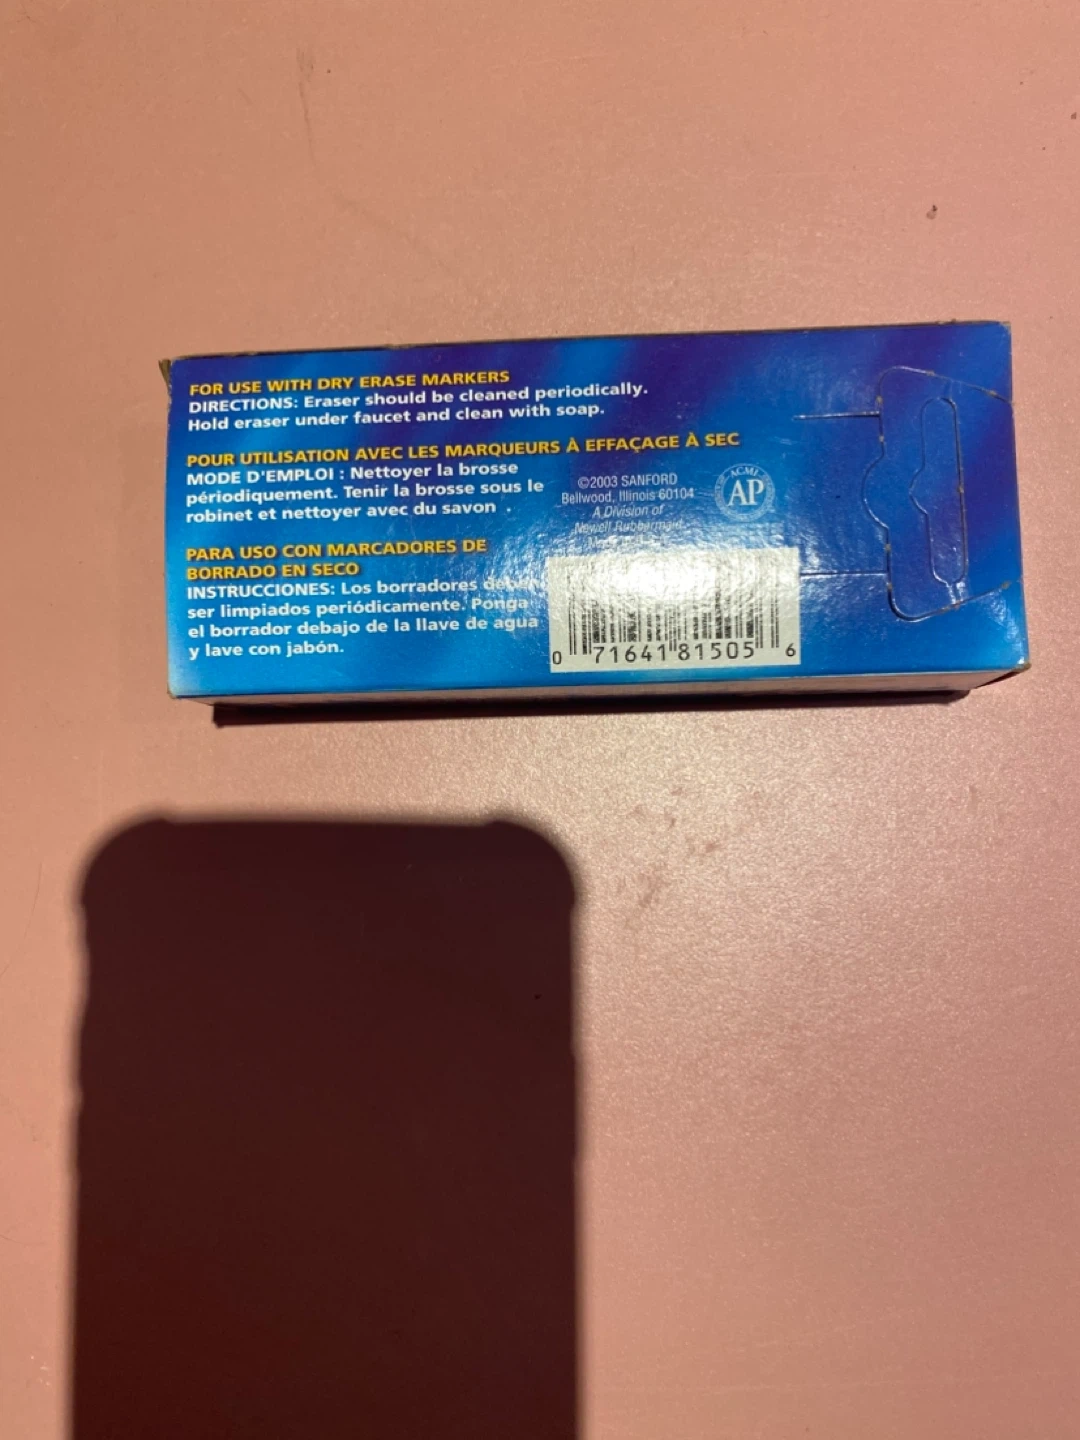 FOR USE WITH DRY ERASE MARKERS
DIRECTIONS: Eraser should be cleaned periodically.
Hold eraser under faucet and clean with soap.
POUR UTILISATION AVEC LES MARQUEURS À EFFAÇAGE À SEC
MODE D'EMPLOI : Nettoyer la brosse
périodiquement. Tenir la brosse sous le
robinet et nettoyer avec du savon .
PARA USO CON MARCADORES DE
BORRADO EN SECO
INSTRUCCIONES: Los borradores deben
ser limpiados periódicamente. Ponga
el borrador debajo de la llave de agua
y lave con jabón.
©2003 SANFORD
Bellwood, Illinois 60104
A Division of
Newell Rubbermaid
ACMI
AP
0 71641 81505 6